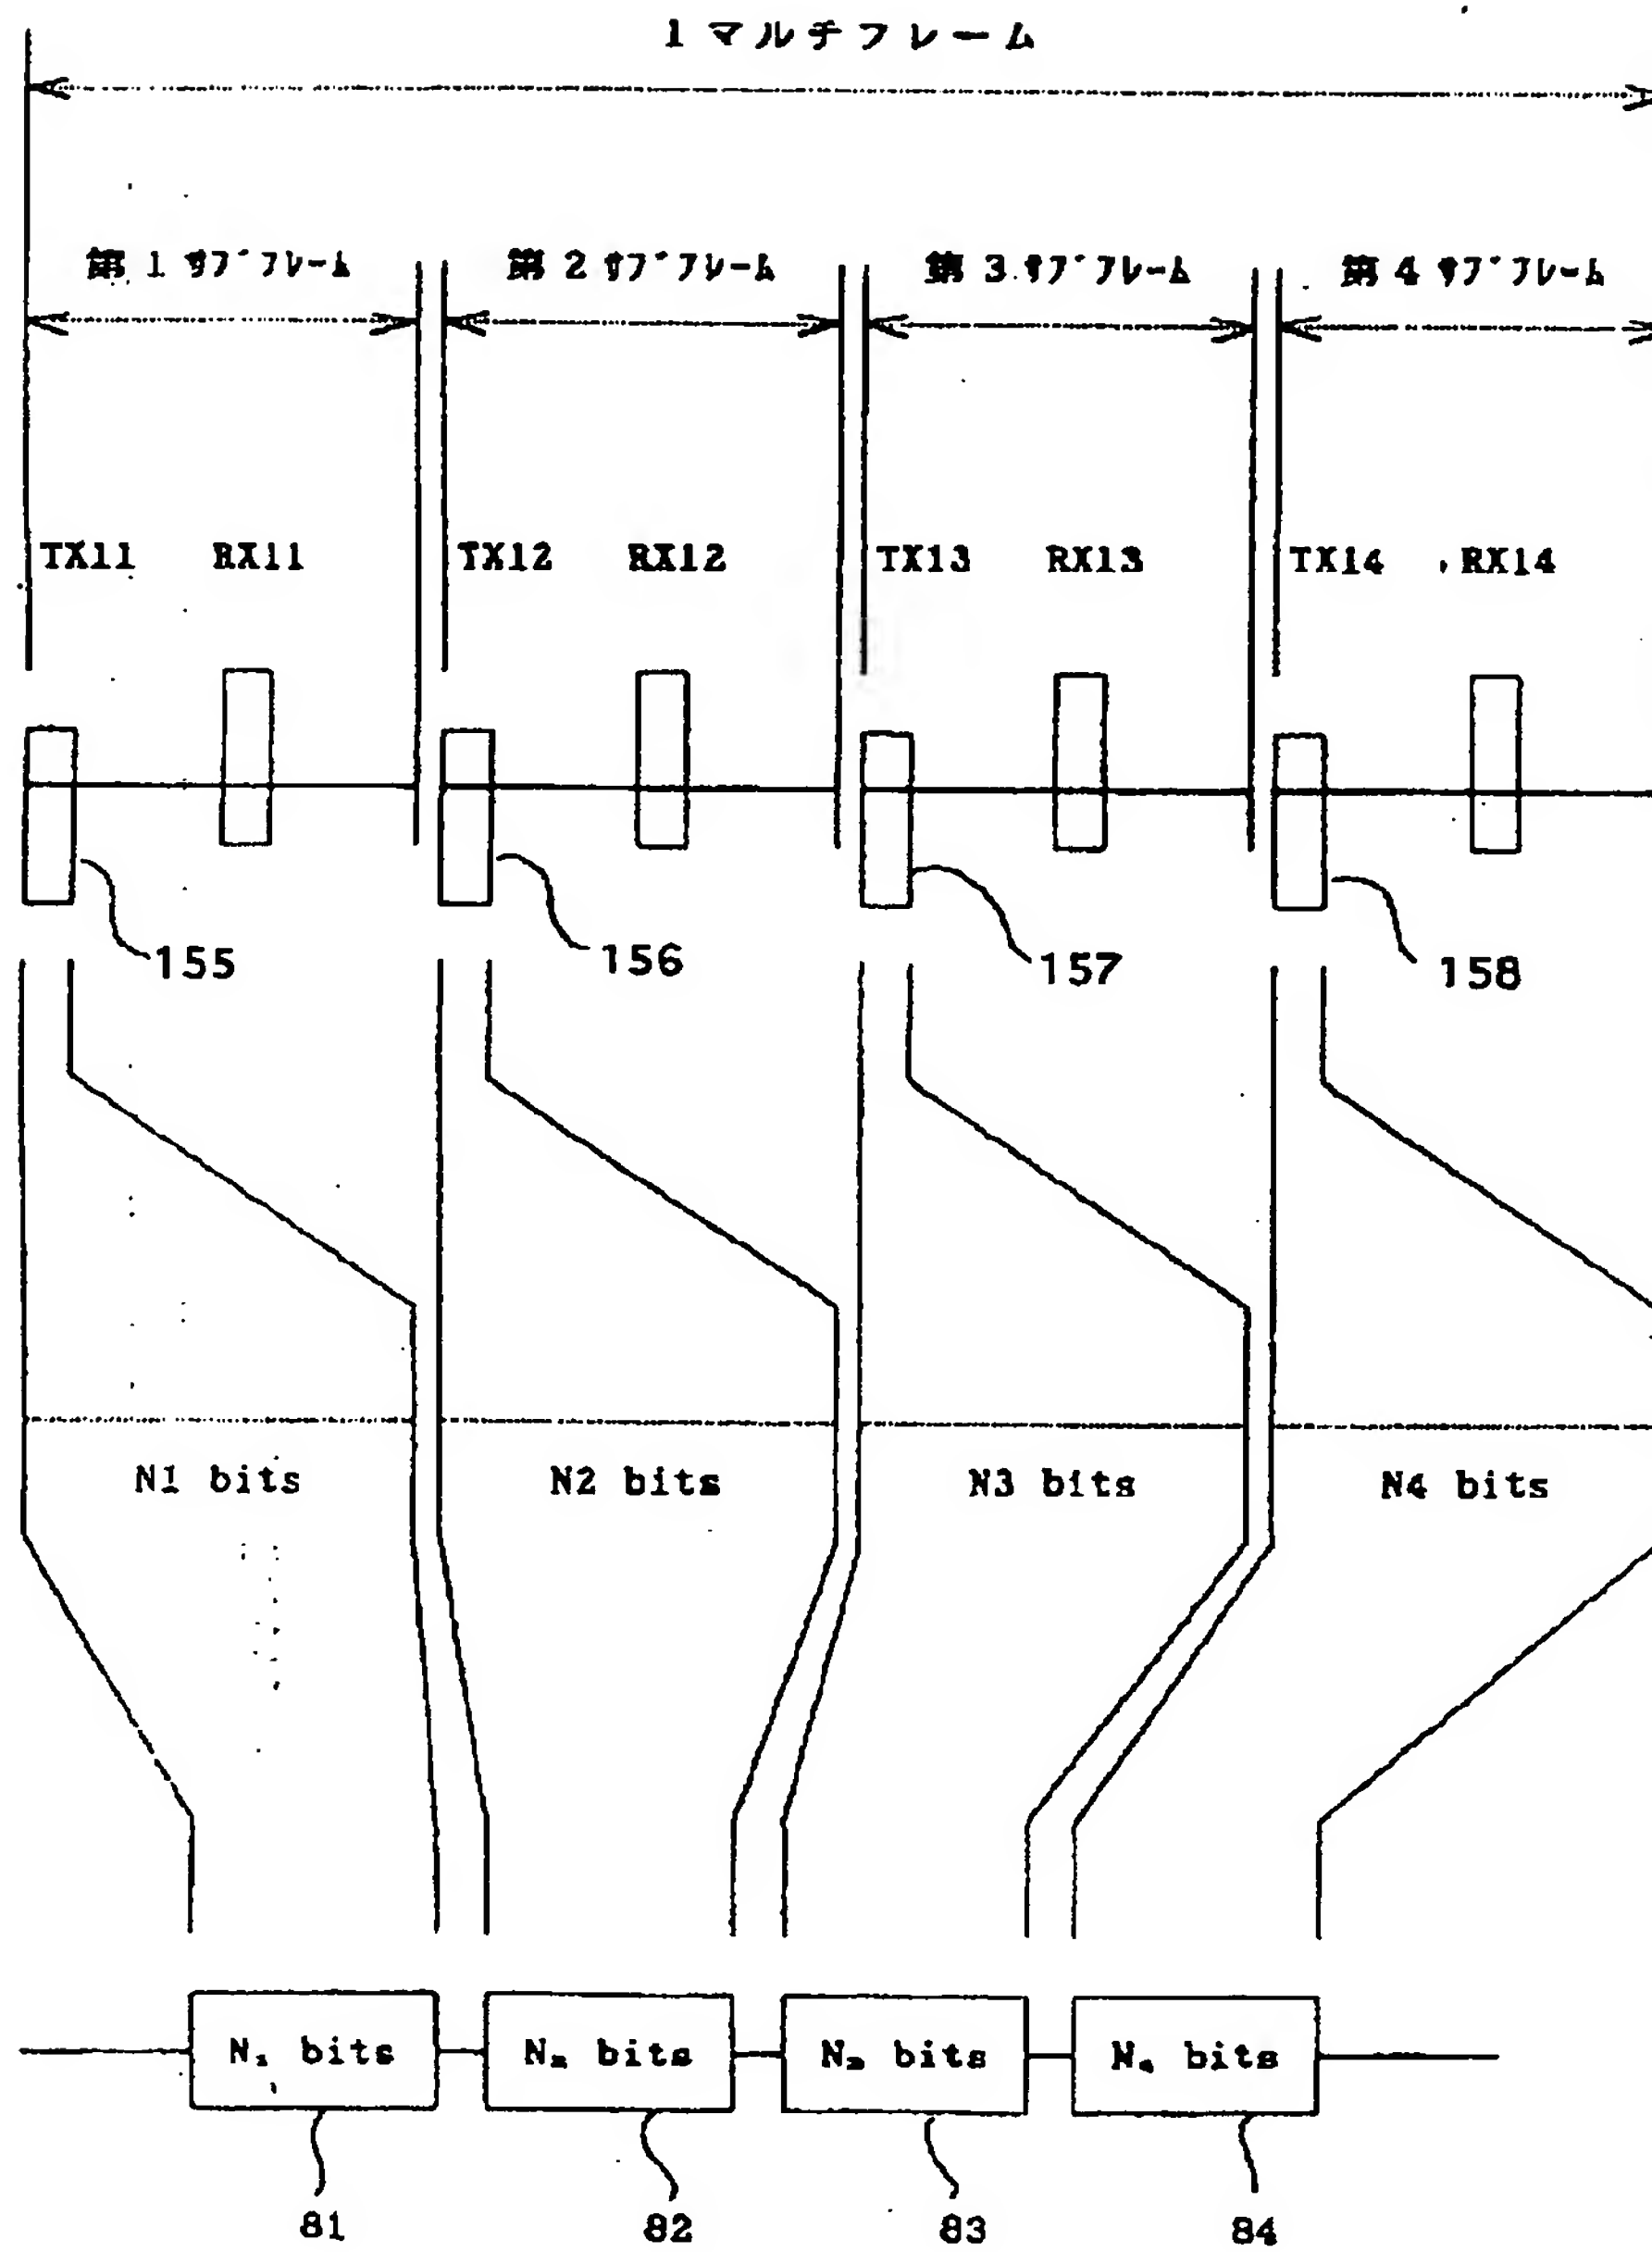 1 マルチフレーム
第 1 サブフレーム 第 2 サブフレーム 第 3 サブフレーム 第 4 サブフレーム
TX11 RX11 TX12 RX12 TX13 RX13 TX14 RX14
155 156 157 158
N1 bits N2 bits N3 bits N4 bits
N₁ bits N₂ bits N₃ bits N₄ bits
81 82 83 84